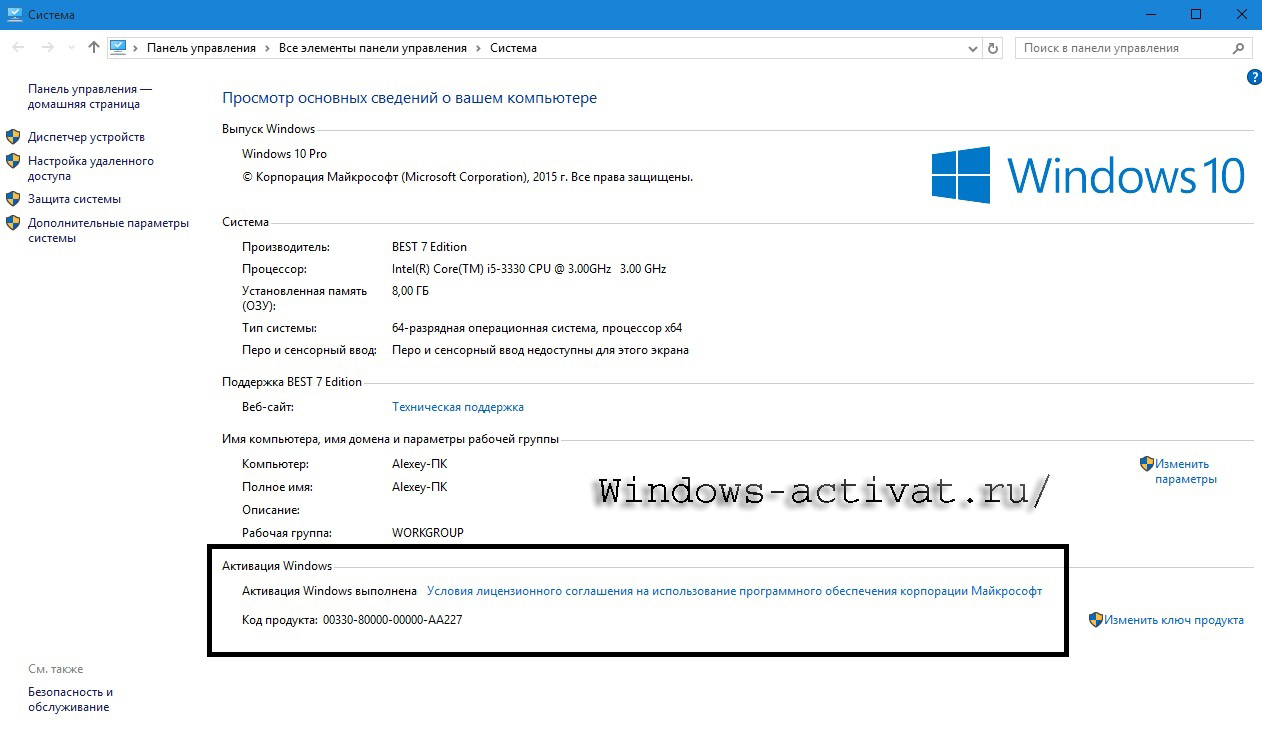 Система
Панель управления › Все элементы панели управления › Система
Поиск в панели управления
Панель управления —
домашняя страница
Диспетчер устройств
Настройка удаленного
доступа
Защита системы
Дополнительные параметры
системы
?
Просмотр основных сведений о вашем компьютере
Выпуск Windows
Windows 10 Pro
© Корпорация Майкрософт (Microsoft Corporation), 2015 г. Все права защищены.
Windows 10
Система
Производитель: BEST 7 Edition
Процессор: Intel(R) Core(TM) i5-3330 CPU @ 3.00GHz 3.00 GHz
Установленная память
(ОЗУ): 8,00 ГБ
Тип системы: 64-разрядная операционная система, процессор x64
Перо и сенсорный ввод: Перо и сенсорный ввод недоступны для этого экрана
Поддержка BEST 7 Edition
Веб-сайт: Техническая поддержка
Имя компьютера, имя домена и параметры рабочей группы
Компьютер: Alexey-ПК
Полное имя: Alexey-ПК
Описание:
Рабочая группа: WORKGROUP
Изменить
параметры
Windows-activat.ru/
Активация Windows
Активация Windows выполнена Условия лицензионного соглашения на использование программного обеспечения корпорации Майкрософт
Код продукта: 00330-80000-00000-AA227
Изменить ключ продукта
См. также
Безопасность и
обслуживание